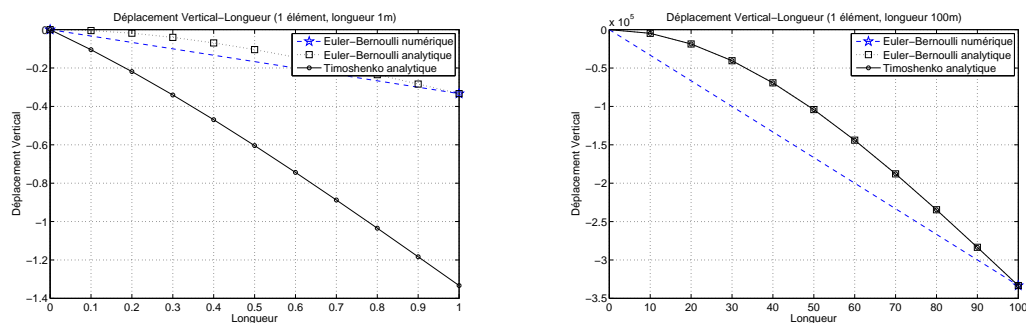 Déplacement Vertical−Longueur (1 élément, longueur 1m)
0
−0.2
−0.4
−0.6
−0.8
−1
−1.2
−1.4
Déplacement Vertical
0 0.1 0.2 0.3 0.4 0.5 0.6 0.7 0.8 0.9 1
Longueur
Euler−Bernoulli numérique
Euler−Bernoulli analytique
Timoshenko analytique
Déplacement Vertical−Longueur (1 élément, longueur 100m)
x 10⁵
0
−0.5
−1
−1.5
−2
−2.5
−3
−3.5
Déplacement Vertical
0 10 20 30 40 50 60 70 80 90 100
Longueur
Euler−Bernoulli numérique
Euler−Bernoulli analytique
Timoshenko analytique